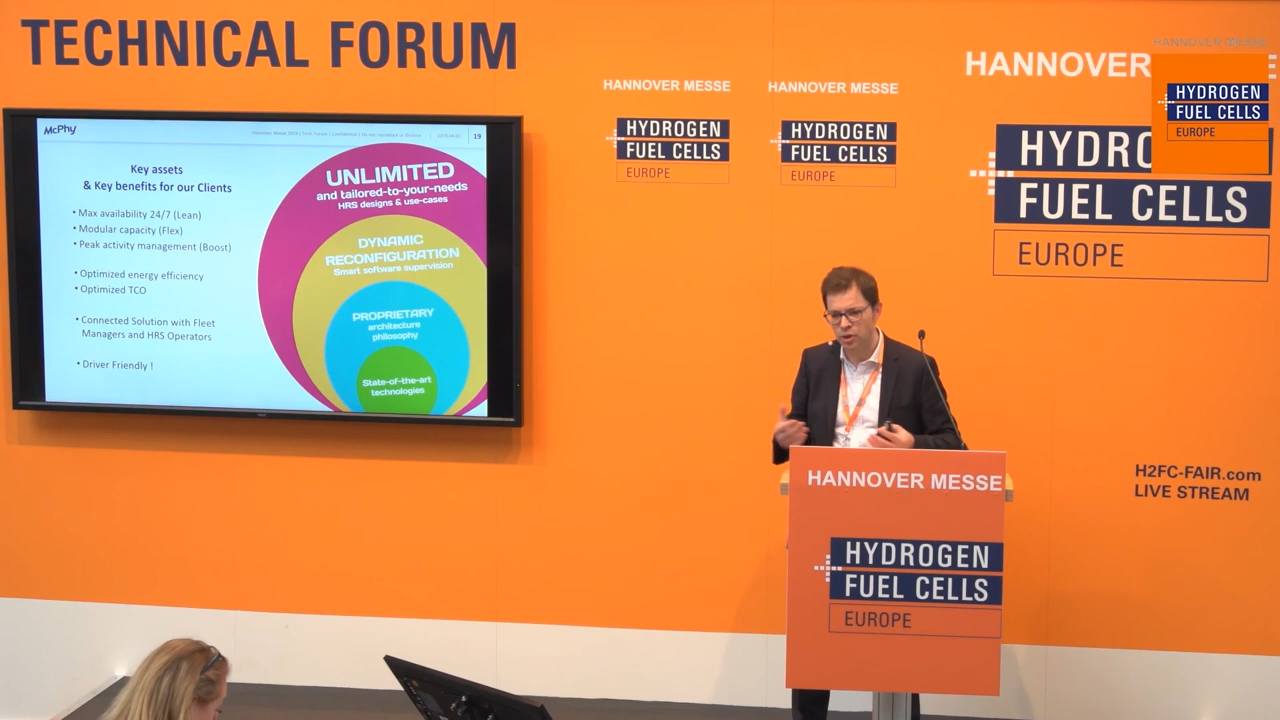 TECHNICAL FORUM
McPhy
19
Key assets
& Key benefits for our Clients
• Max availability 24/7 (Lean)
• Modular capacity (Flex)
• Peak activity management (Boost)
• Optimized energy efficiency
• Optimized TCO
• Connected Solution with Fleet
Managers and HRS Operators
• Driver Friendly !
UNLIMITED
and tailored-to-your-needs
HRS designs & use-cases
DYNAMIC
RECONFIGURATION
Smart software supervision
PROPRIETARY
architecture
philosophy
State-of-the-art
technologies
HANNOVER MESSE
HYDROGEN
FUEL CELLS
EUROPE
HANNOVER MESSE
HYDROGEN
FUEL CELLS
EUROPE
HANNOVER
HYDRO
FUEL CELLS
EUROPE
HANNOVER MESSE
HYDROGEN
FUEL CELLS
EUROPE
H2FC-FAIR.com
LIVE STREAM
HANNOVER MESSE
HYDROGEN
FUEL CELLS
EUROPE